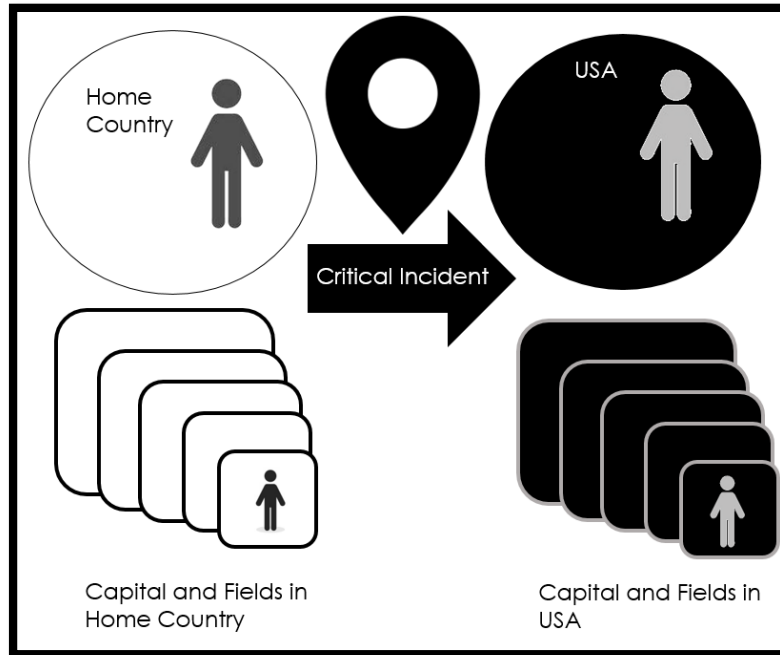 Home
Country
USA
Critical Incident
Capital and Fields in
Home Country
Capital and Fields in
USA